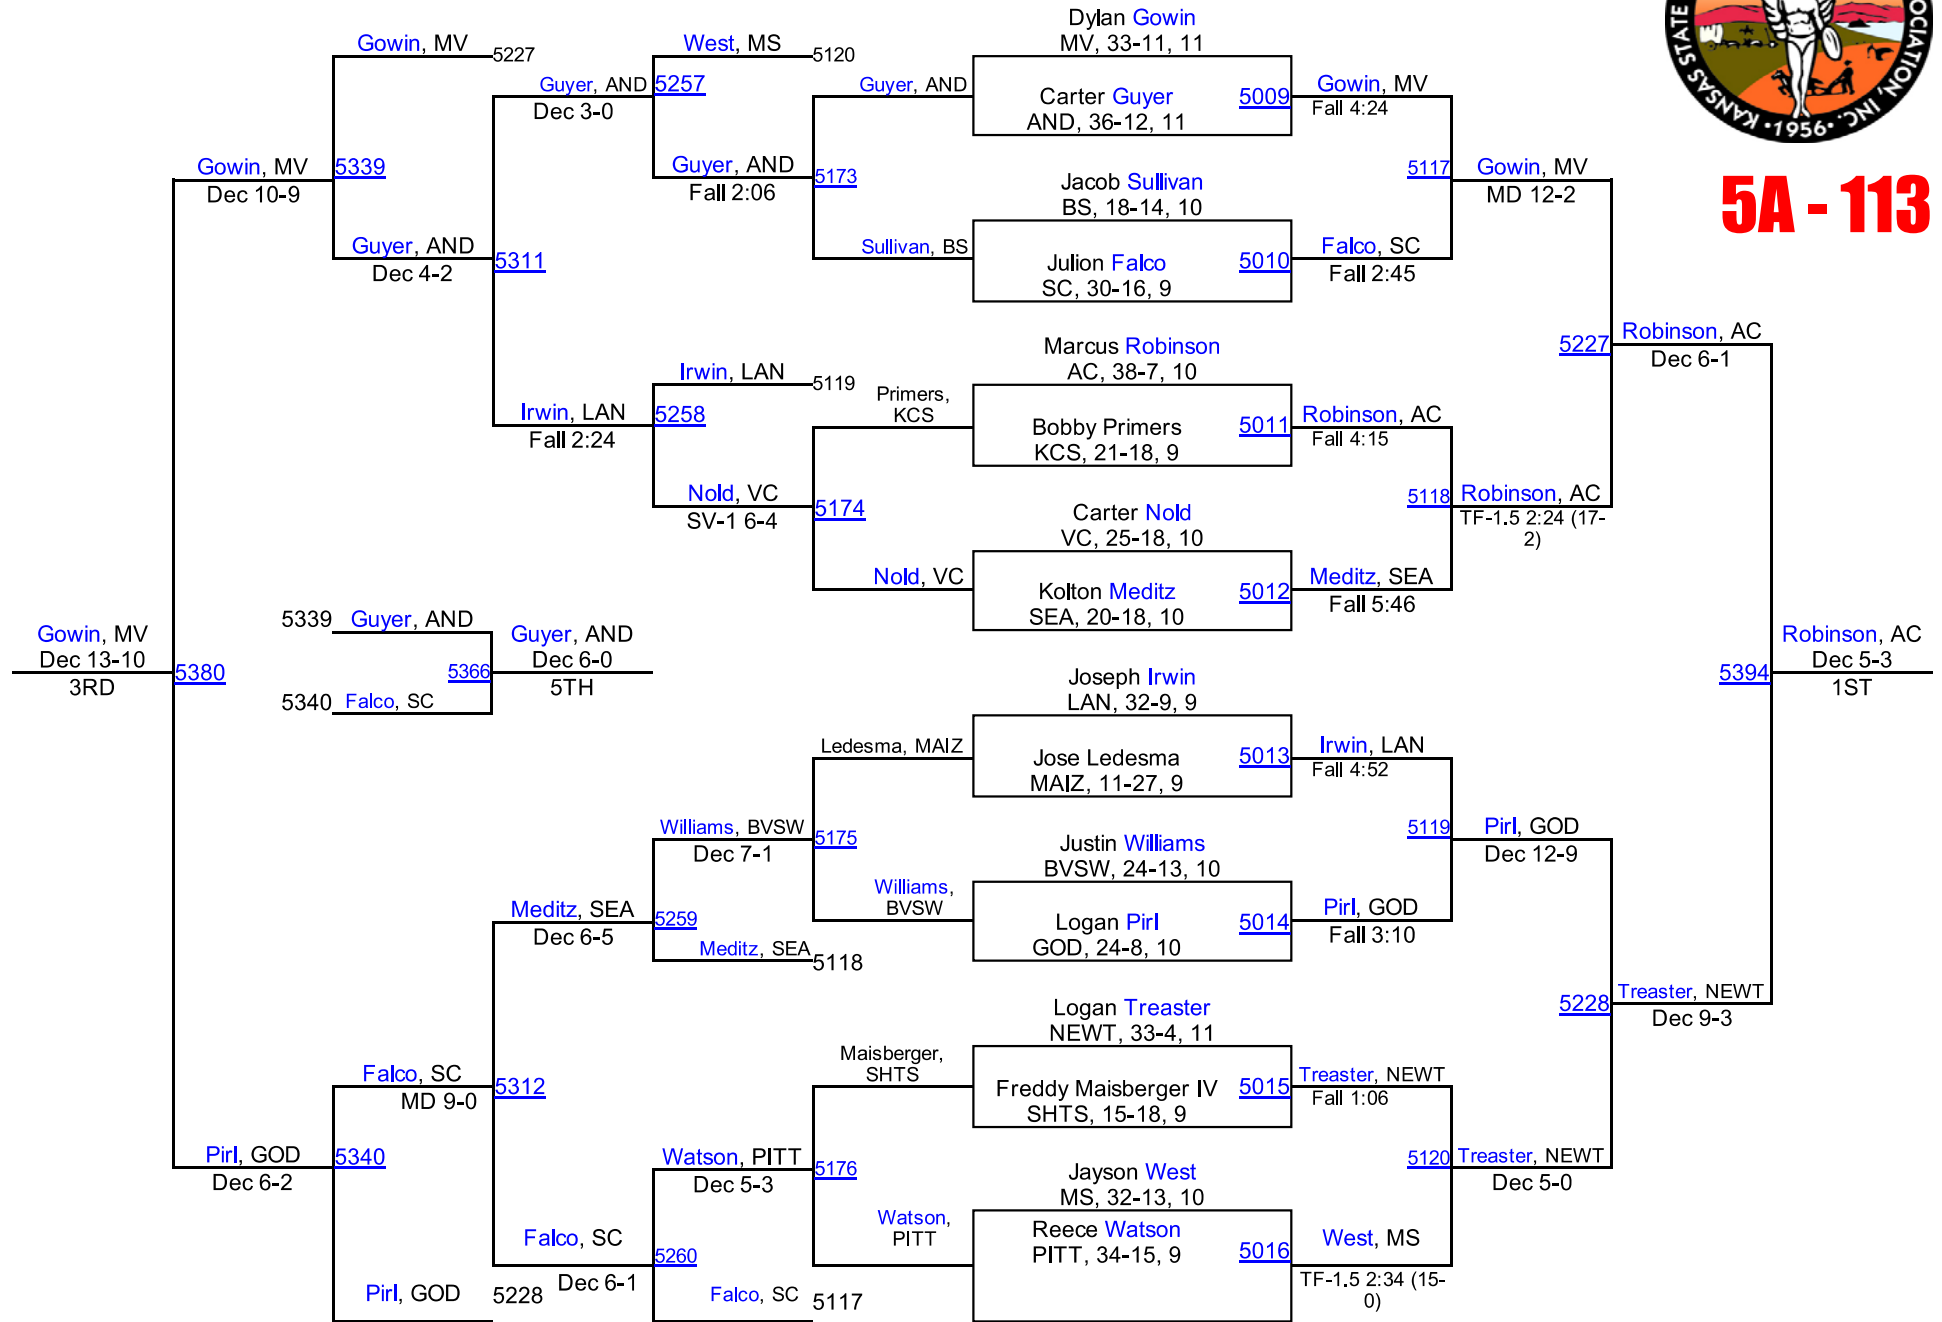 KANSAS STATE
OCIATION, INC.
•1956•
5A - 113
Dylan Gowin
MV, 33-11, 11
Carter Guyer
AND, 36-12, 11
5009
Jacob Sullivan
BS, 18-14, 10
Julion Falco
SC, 30-16, 9
5010
Marcus Robinson
AC, 38-7, 10
Bobby Primers
KCS, 21-18, 9
5011
Carter Nold
VC, 25-18, 10
Kolton Meditz
SEA, 20-18, 10
5012
Joseph Irwin
LAN, 32-9, 9
Jose Ledesma
MAIZ, 11-27, 9
5013
Justin Williams
BVSW, 24-13, 10
Logan Pirl
GOD, 24-8, 10
5014
Logan Treaster
NEWT, 33-4, 11
Freddy Maisberger IV
SHTS, 15-18, 9
5015
Jayson West
MS, 32-13, 10
Reece Watson
PITT, 34-15, 9
5016
Gowin, MV
Fall 4:24
5117
Falco, SC
Fall 2:45
Robinson, AC
Fall 4:15
5118
Meditz, SEA
Fall 5:46
Irwin, LAN
Fall 4:52
5119
Pirl, GOD
Fall 3:10
Treaster, NEWT
Fall 1:06
5120
West, MS
TF-1.5 2:34 (15-
0)
Gowin, MV
MD 12-2
5227
Robinson, AC
TF-1.5 2:24 (17-
2)
Pirl, GOD
Dec 12-9
5228
Treaster, NEWT
Dec 5-0
Robinson, AC
Dec 6-1
5394
Treaster, NEWT
Dec 9-3
Robinson, AC
Dec 5-3
1ST
Guyer, AND
5173
Sullivan, BS
Primers,
KCS
5174
Nold, VC
Ledesma, MAIZ
5175
Williams,
BVSW
Maisberger,
SHTS
5176
Watson,
PITT
West, MS
5120
5257
Guyer, AND
Fall 2:06
Irwin, LAN
5119
5258
Nold, VC
SV-1 6-4
Williams, BVSW
Dec 7-1
5259
Meditz, SEA
5118
Watson, PITT
Dec 5-3
5260
Falco, SC
5117
Guyer, AND
Dec 3-0
5311
Irwin, LAN
Fall 2:24
Meditz, SEA
Dec 6-5
5312
Falco, SC
Dec 6-1
Gowin, MV
5227
5339
Guyer, AND
Dec 4-2
Falco, SC
MD 9-0
5340
Pirl, GOD
5228
Gowin, MV
Dec 10-9
5380
Pirl, GOD
Dec 6-2
Gowin, MV
Dec 13-10
3RD
5339
Guyer, AND
5366
5340
Falco, SC
Guyer, AND
Dec 6-0
5TH